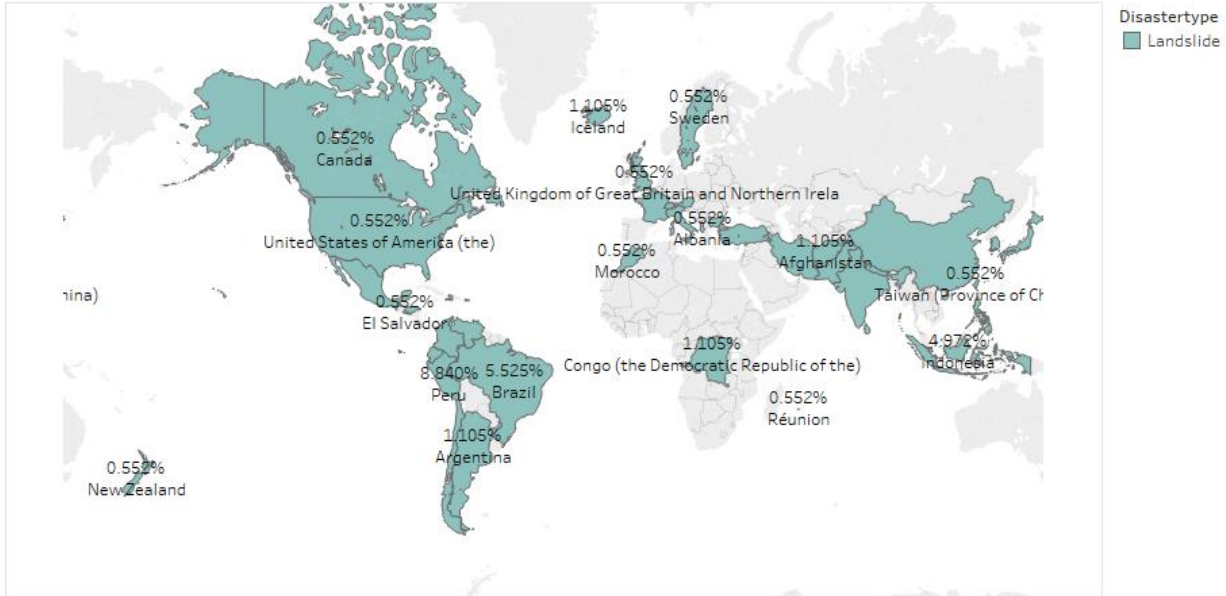 Disastertype
Landslide
1.105%
Iceland
0.552%
Sweden
0.552%
Canada
0.552%
United Kingdom of Great Britain and Northern Irela
0.552%
United States of America (the)
0.552%
Albania
0.552%
Morocco
1.105%
Afghanistan
0.552%
Taiwan (Province of Ch
ina)
0.552%
El Salvador
1.105%
Congo (the Democratic Republic of the)
4.972%
Indonesia
8.840%
Peru
5.525%
Brazil
0.552%
Réunion
1.105%
Argentina
0.552%
New Zealand